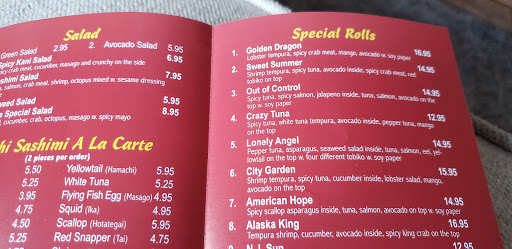 Salad
Green Salad 2.95 2. Avocado Salad 5.95
Spicy Kani Salad 6.95
spicy crab meat, cucumber, mango and crunchy on the side
Sashimi Salad 7.95
salmon, crab meat, shrimp, octopus mixed w. sesame dressing
Seaweed Salad 5.95
Special Salad 8.95
cucumber, crab, octopus, masago w. spicy mayo
Sashimi A La Carte
(2 pieces per order)
5.50 Yellowtail (Hamachi) 5.95
5.25 White Tuna 5.25
3.95 Flying Fish Egg (Masago) 4.95
4.75 Squid (Ika) 4.95
4.50 Scallop (Hotategai) 5.95
5.25 Red Snapper (Tai) 4.75
4.75
Special Rolls
1. Golden Dragon 16.95
Lobster tempura, spicy crab meat, mango, avocado w. soy paper
2. Sweet Summer 14.95
Shrimp tempura, spicy tuna, avocado inside, spicy crab meat, red
tobiko on top
3. Out of Control 14.95
Spicy tuna, spicy salmon, jalapeno inside, tuna, salmon, avocado on the
top w. soy paper
4. Crazy Tuna 12.95
Spicy tuna, white tuna tempura, avocado inside, pepper tuna, mango
on the top
5. Lonely Angel 14.95
Pepper tuna, asparagus, seaweed salad inside, tuna, salmon, eel, yel-
lowtail on the top w. four different tobiko w. soy paper
6. City Garden 15.95
Shrimp tempura, spicy tuna, cucumber inside, lobster salad, mango,
avocado on the top
7. American Hope 14.95
Spicy scallop asparagus inside, tuna, salmon, avocado on top w. soy paper
8. Alaska King 16.95
Tempura shrimp, cucumber, avocado inside, spicy king crab on the top
N.J. Sun 12.95